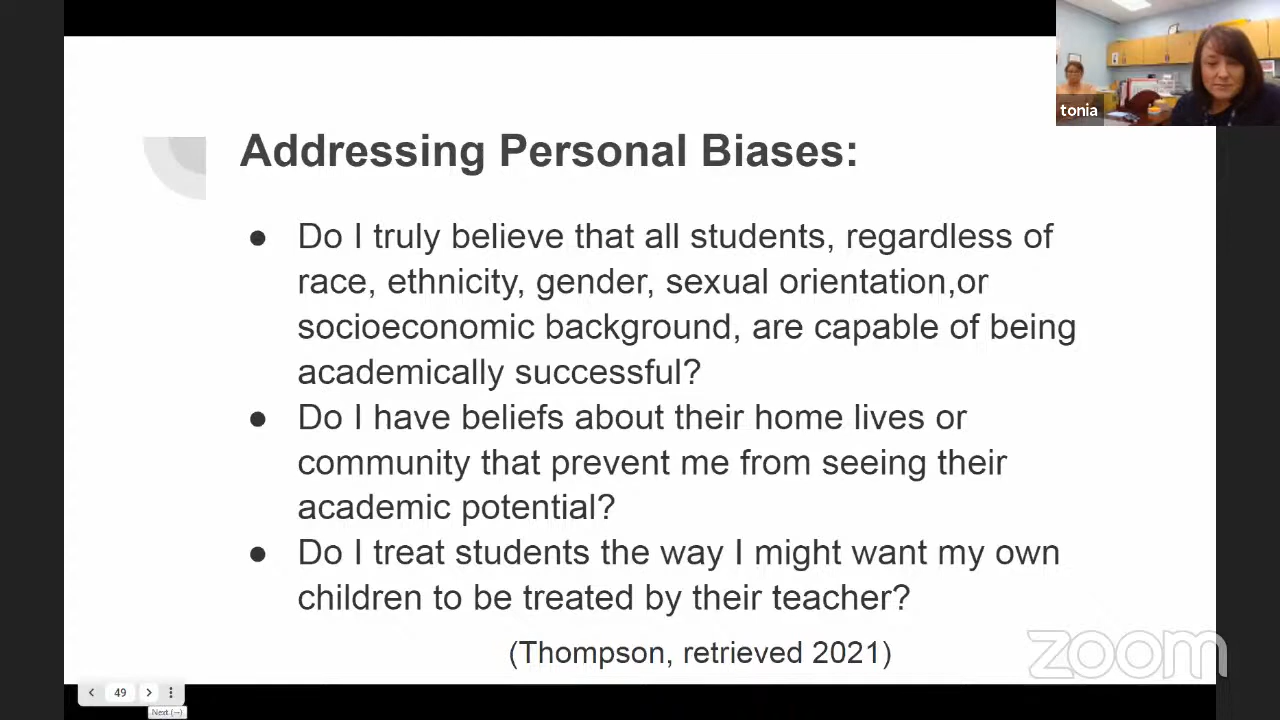 tonia
Addressing Personal Biases:
● Do I truly believe that all students, regardless of
race, ethnicity, gender, sexual orientation,or
socioeconomic background, are capable of being
academically successful?
● Do I have beliefs about their home lives or
community that prevent me from seeing their
academic potential?
● Do I treat students the way I might want my own
children to be treated by their teacher?
(Thompson, retrieved 2021)
zoom
49
Next (→)